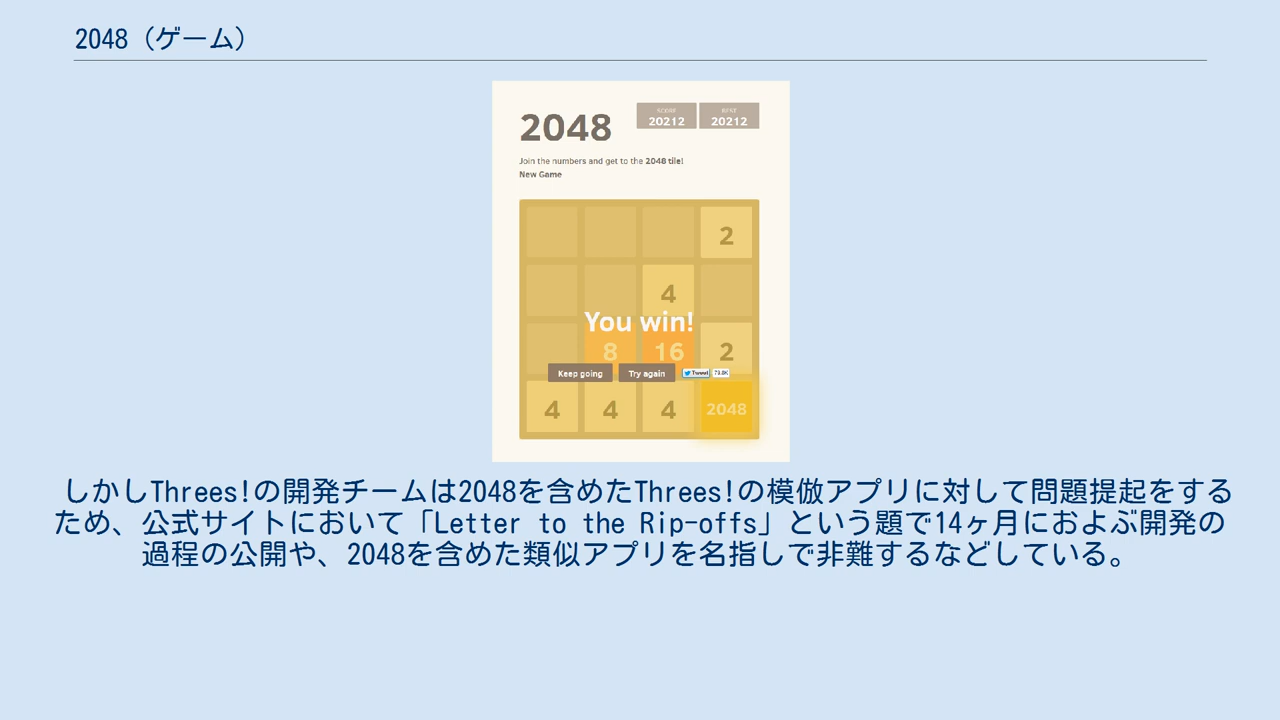 2048（ゲーム）
2048
SCORE
20212
BEST
20212
Join the numbers and get to the 2048 tile!
New Game
2
4
You win!
8 16 2
Keep going Try again Tweet 79.8K
4 4 4 2048
しかしThrees!の開発チームは2048を含めたThrees!の模倣アプリに対して問題提起をする
ため、公式サイトにおいて「Letter to the Rip-offs」という題で14ヶ月におよぶ開発の
過程の公開や、2048を含めた類似アプリを名指しで非難するなどしている。